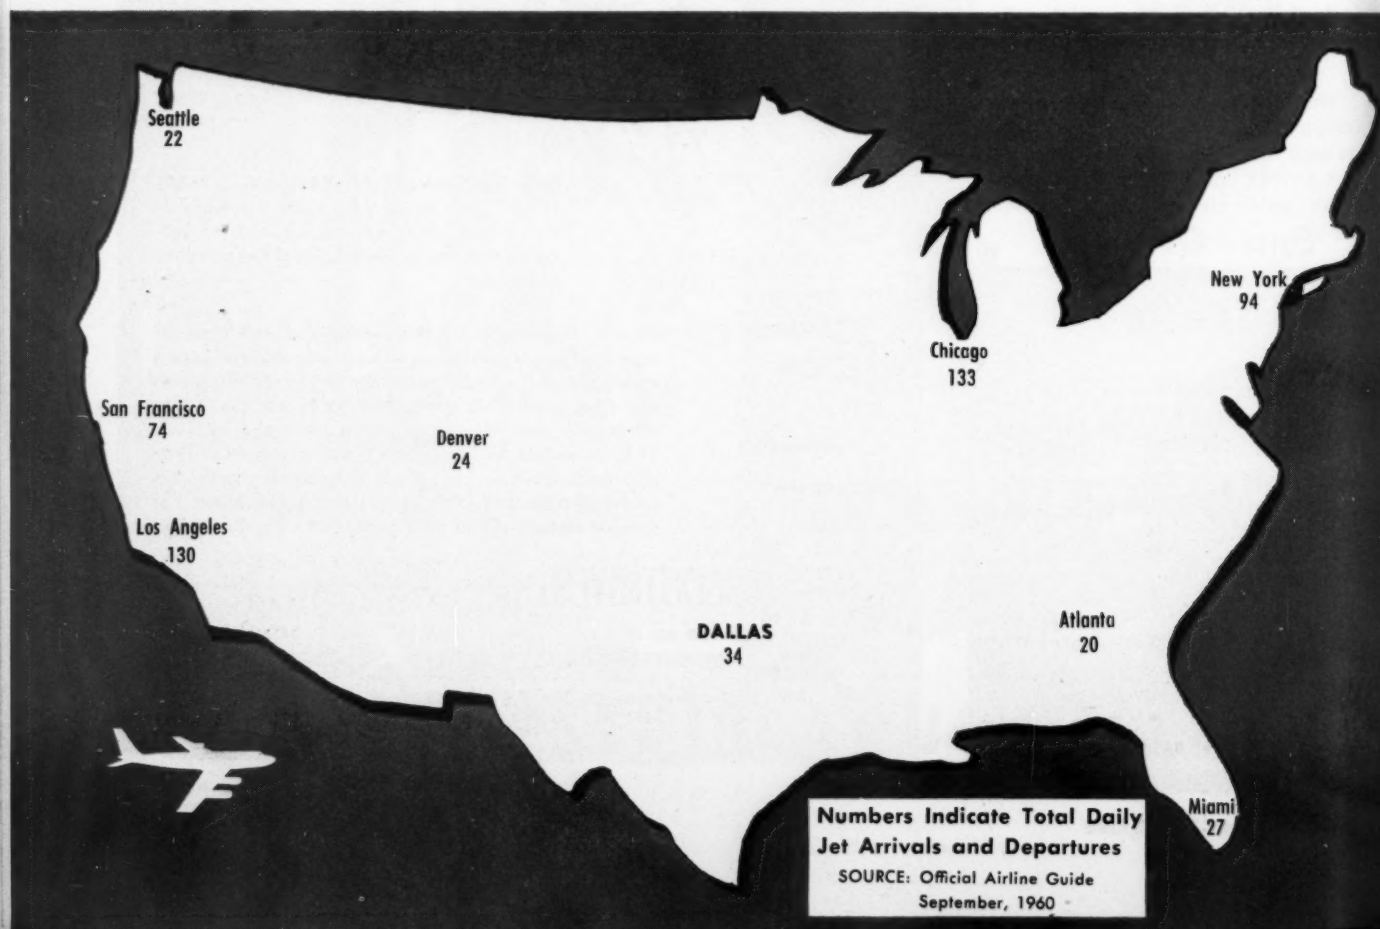 Seattle
22
New York
94
Chicago
133
San Francisco
74
Denver
24
Los Angeles
130
DALLAS
34
Atlanta
20
Miami
27
Numbers Indicate Total Daily
Jet Arrivals and Departures
SOURCE: Official Airline Guide
September, 1960